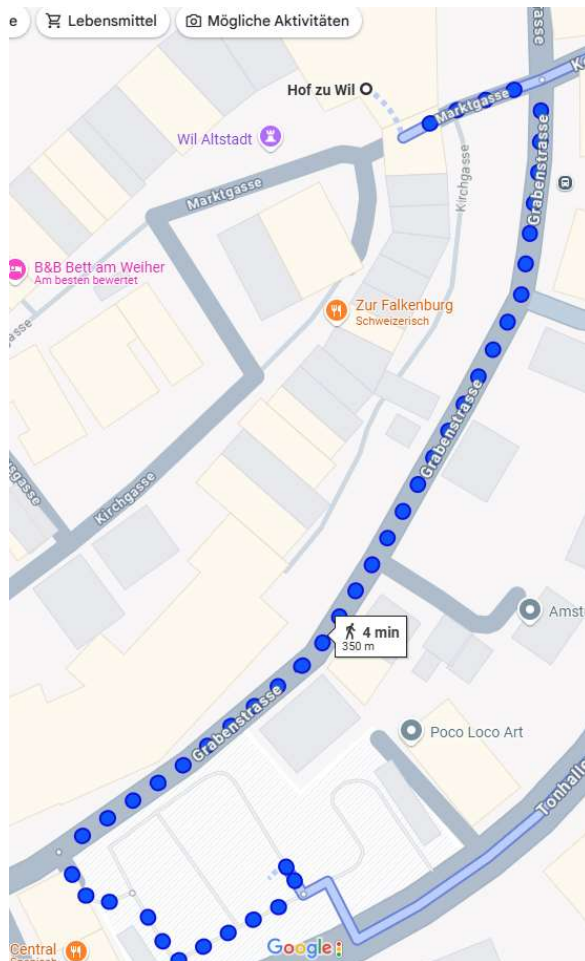 e
Lebensmittel
Mögliche Aktivitäten
asse
Hof zu Wil
Marktgasse
Wil Altstadt
Kirchgasse
Grabenstrasse
Marktgasse
B&B Bett am Weiher
Am besten bewertet
Zur Falkenburg
Schweizerisch
Grabenstrasse
Kirchgasse
Amst
4 min
350 m
Grabenstrasse
Poco Loco Art
Tonhalle
Central
Google